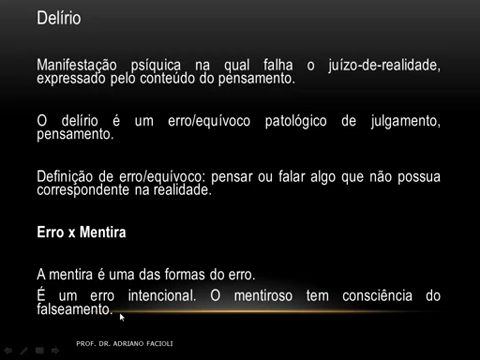 Delírio
Manifestação psíquica na qual falha o juízo-de-realidade,
expressado pelo conteúdo do pensamento.
O delírio é um erro/equívoco patológico de julgamento,
pensamento.
Definição de erro/equívoco: pensar ou falar algo que não possua
correspondente na realidade.
Erro x Mentira
A mentira é uma das formas do erro.
É um erro intencional. O mentiroso tem consciência do
falseamento.
PROF. DR. ADRIANO FACIOLI